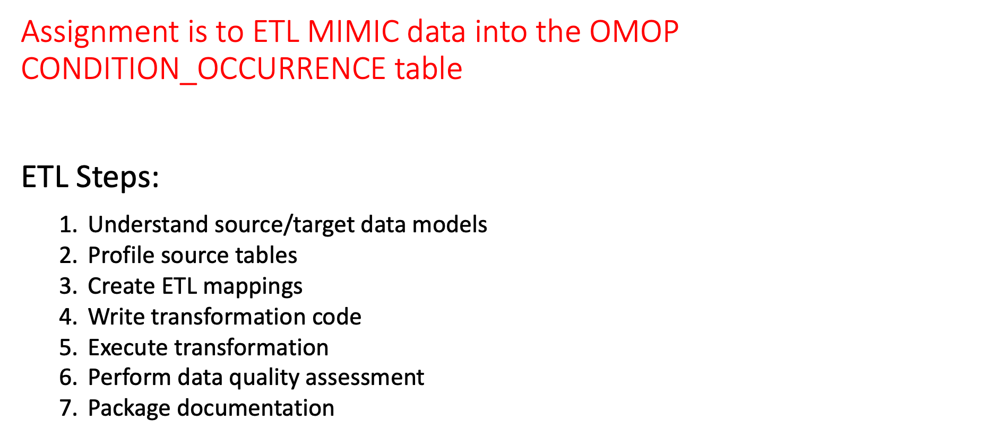 Assignment is to ETL MIMIC data into the OMOP
CONDITION_OCCURRENCE table
ETL Steps:
1. Understand source/target data models
2. Profile source tables
3. Create ETL mappings
4. Write transformation code
5. Execute transformation
6. Perform data quality assessment
7. Package documentation